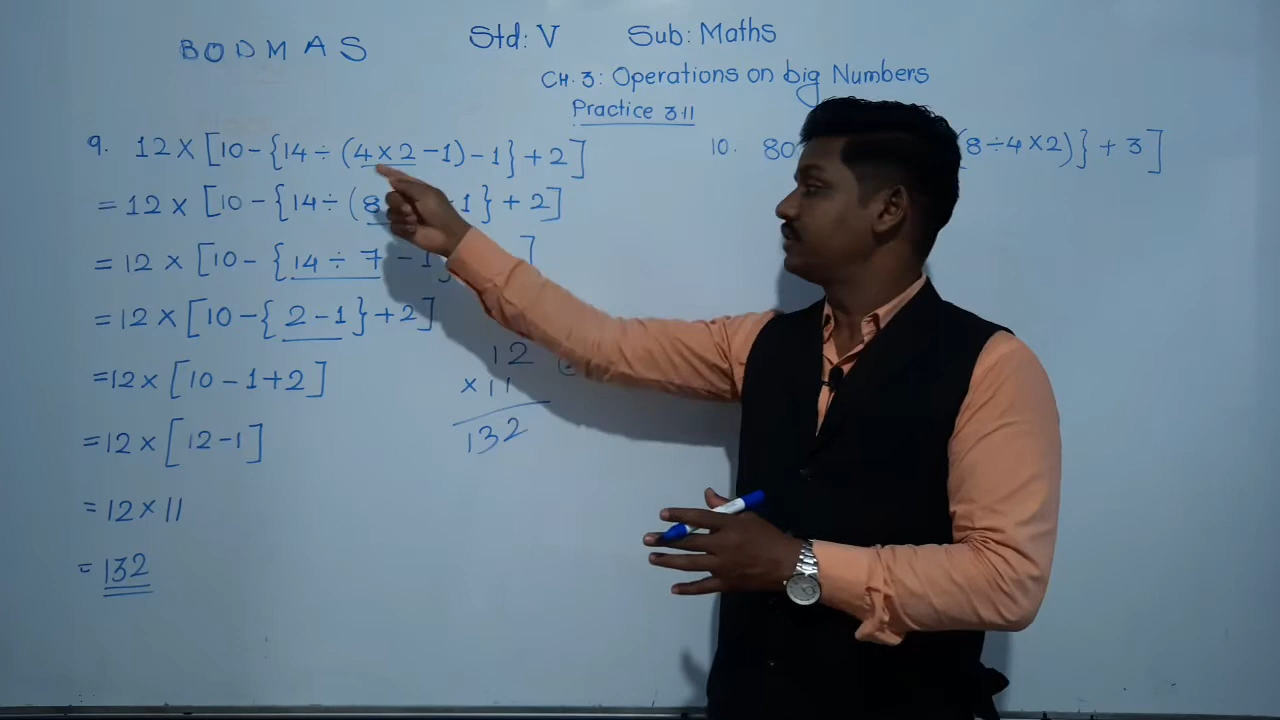 BODMAS Std: V Sub: Maths
CH. 3: Operations on big Numbers
Practice 3.11
9. 12 × [10 - {14 ÷ (4 × 2 - 1) - 1} + 2]
= 12 × [10 - {14 ÷ (8 - 1} + 2]
= 12 × [10 - {14 ÷ 7 - 1 ]
= 12 × [10 - {2 - 1} + 2]
= 12 × [10 - 1 + 2]
= 12 × [12 - 1]
= 12 × 11
= 132
12
× 11
132
10. 80 (8 ÷ 4 × 2)} + 3]